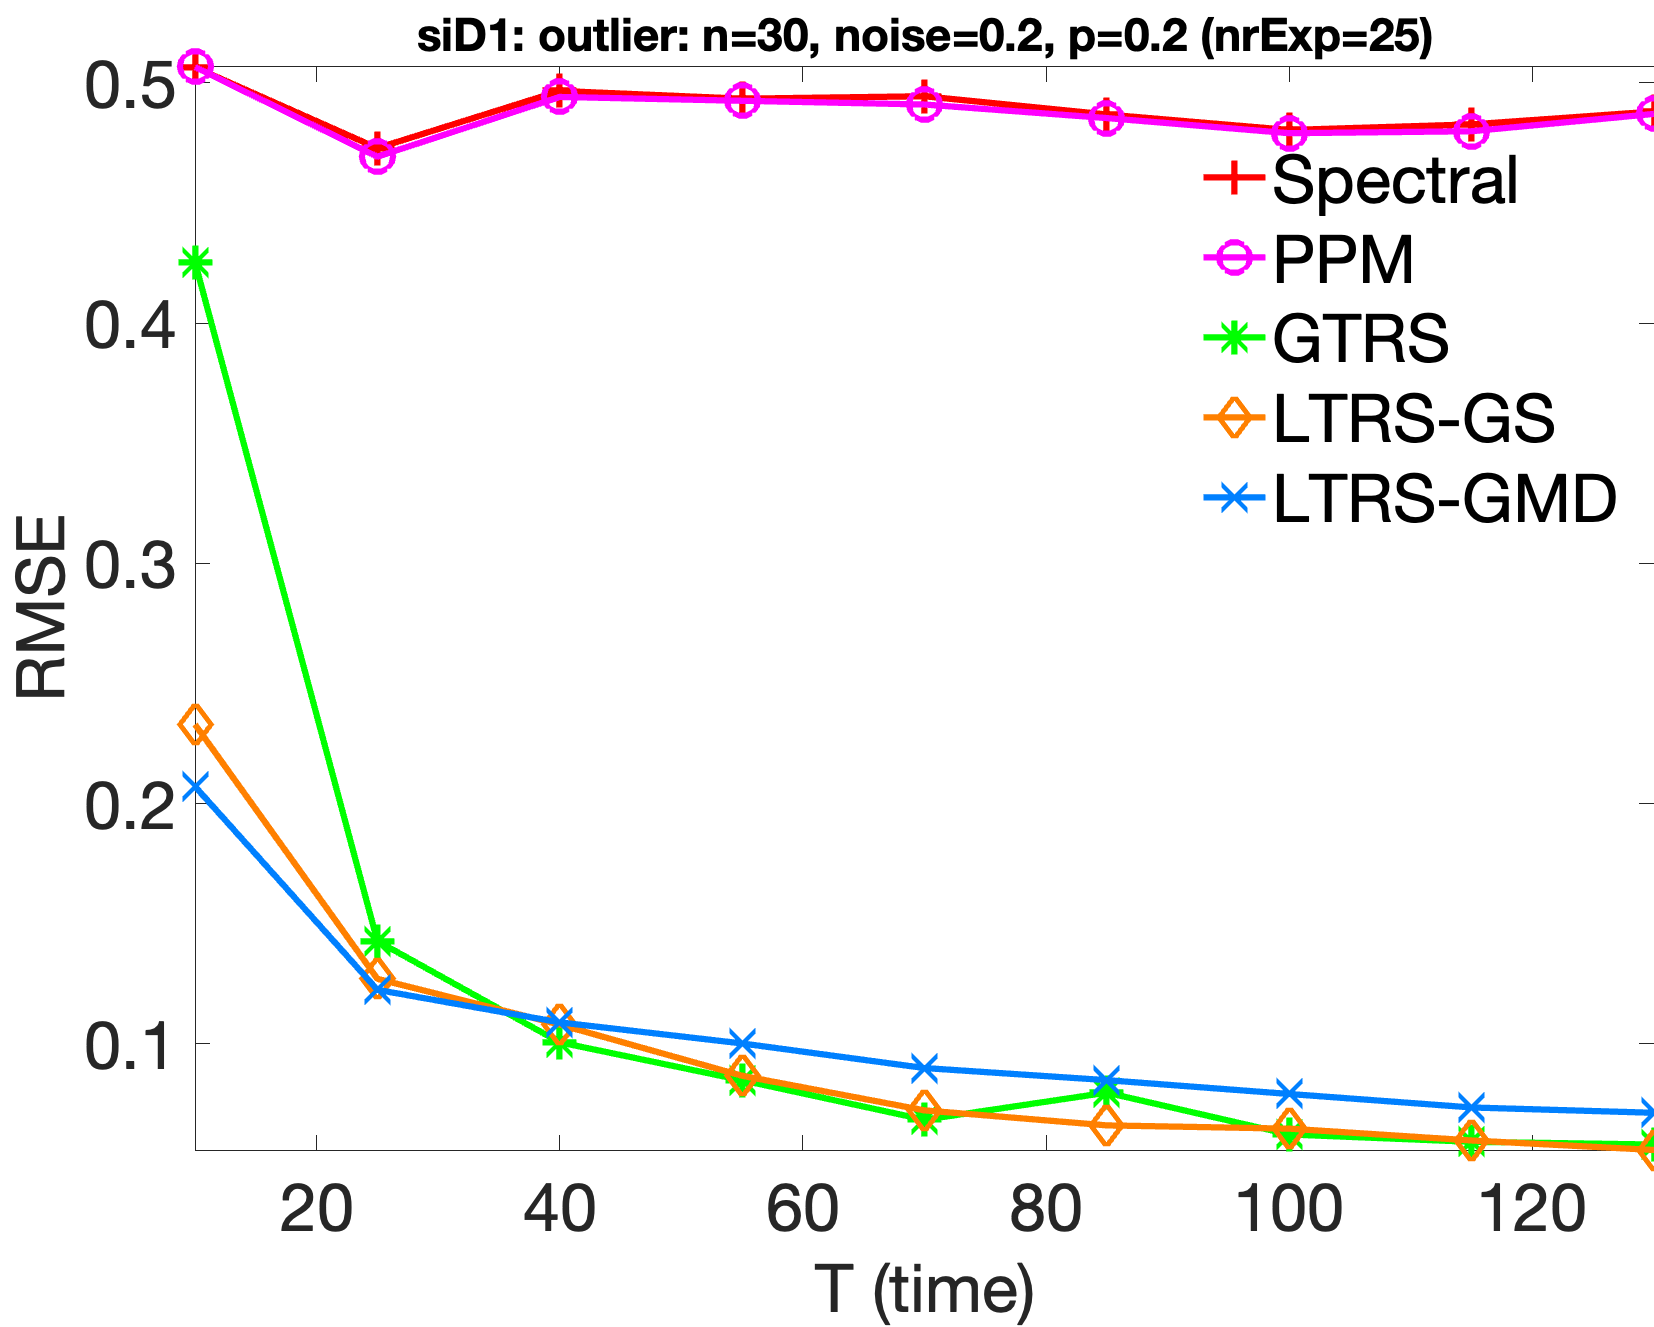 siD1: outlier: n=30, noise=0.2, p=0.2 (nrExp=25)
0.5
0.4
0.3
0.2
0.1
RMSE
Spectral
PPM
GTRS
LTRS-GS
LTRS-GMD
20 40 60 80 100 120
T (time)